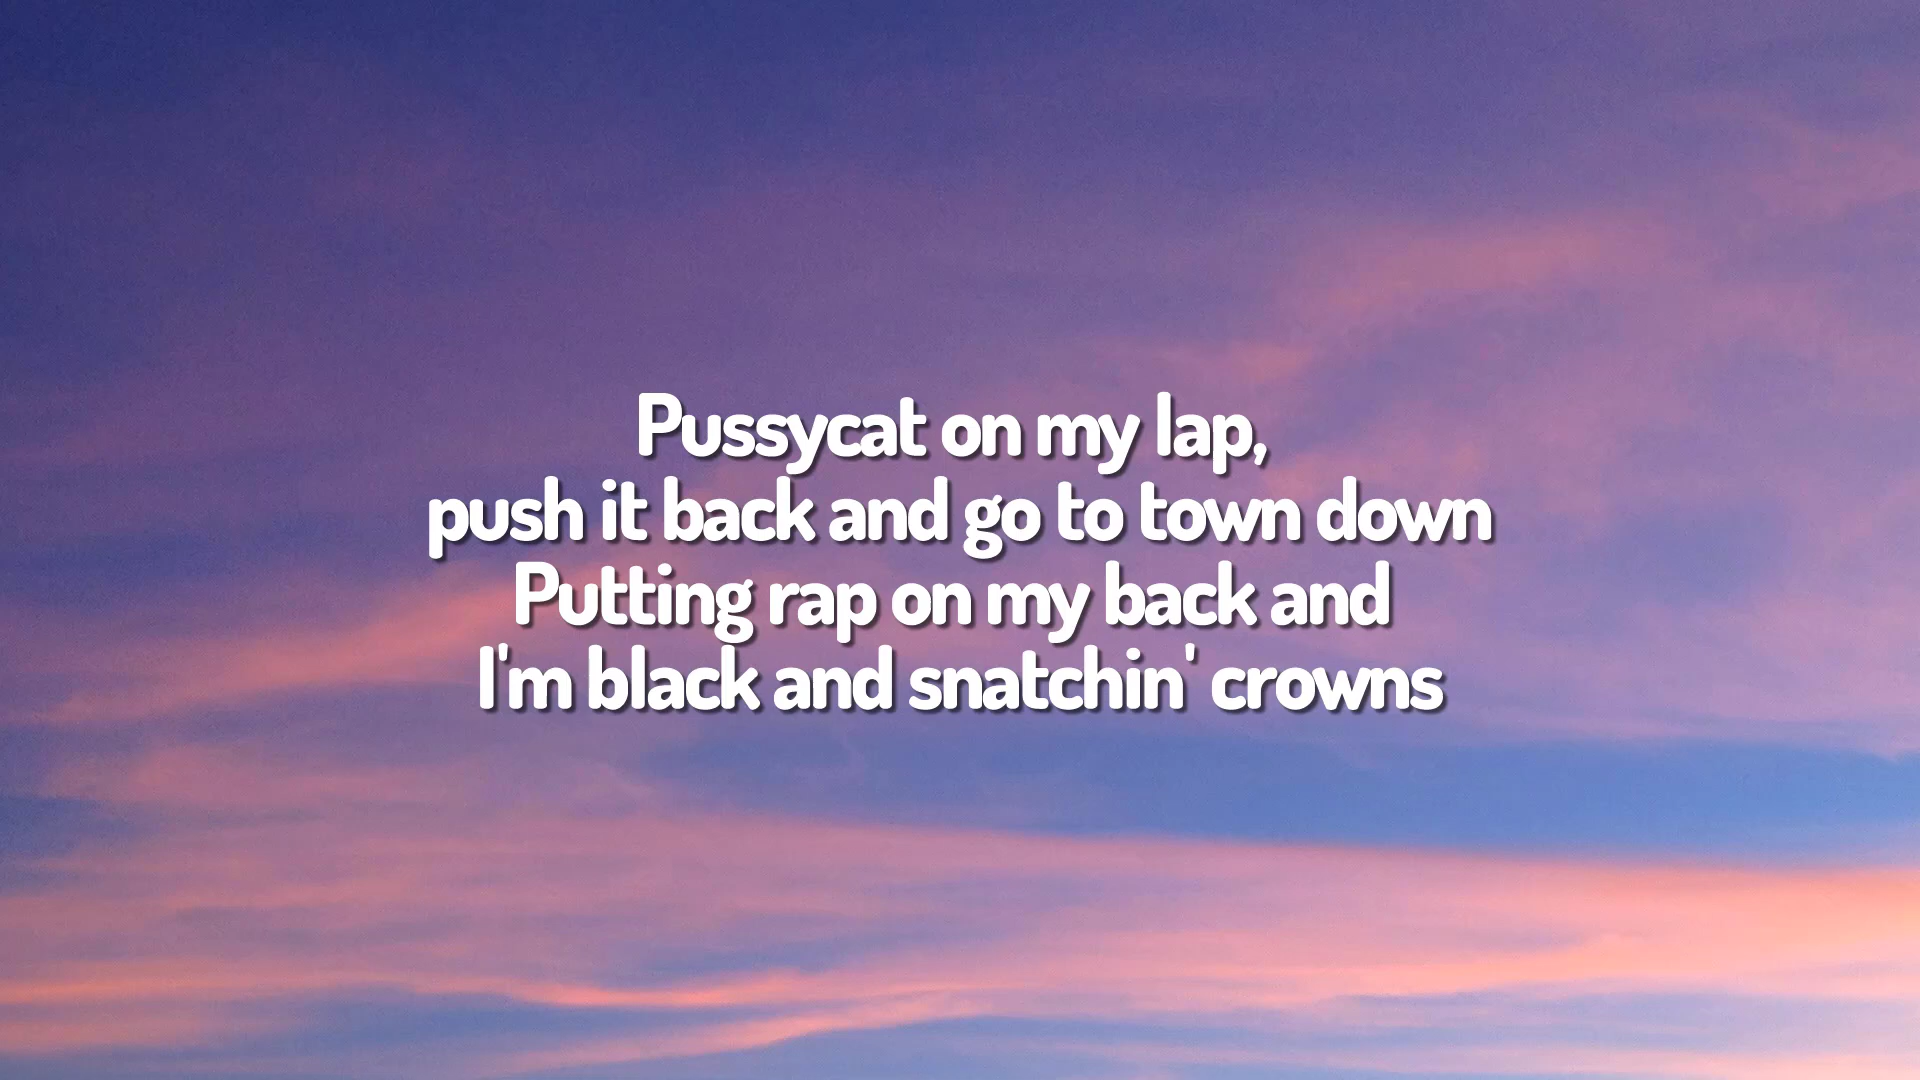 Pussycat on my lap,
push it back and go to town down
Putting rap on my back and
I'm black and snatchin' crowns